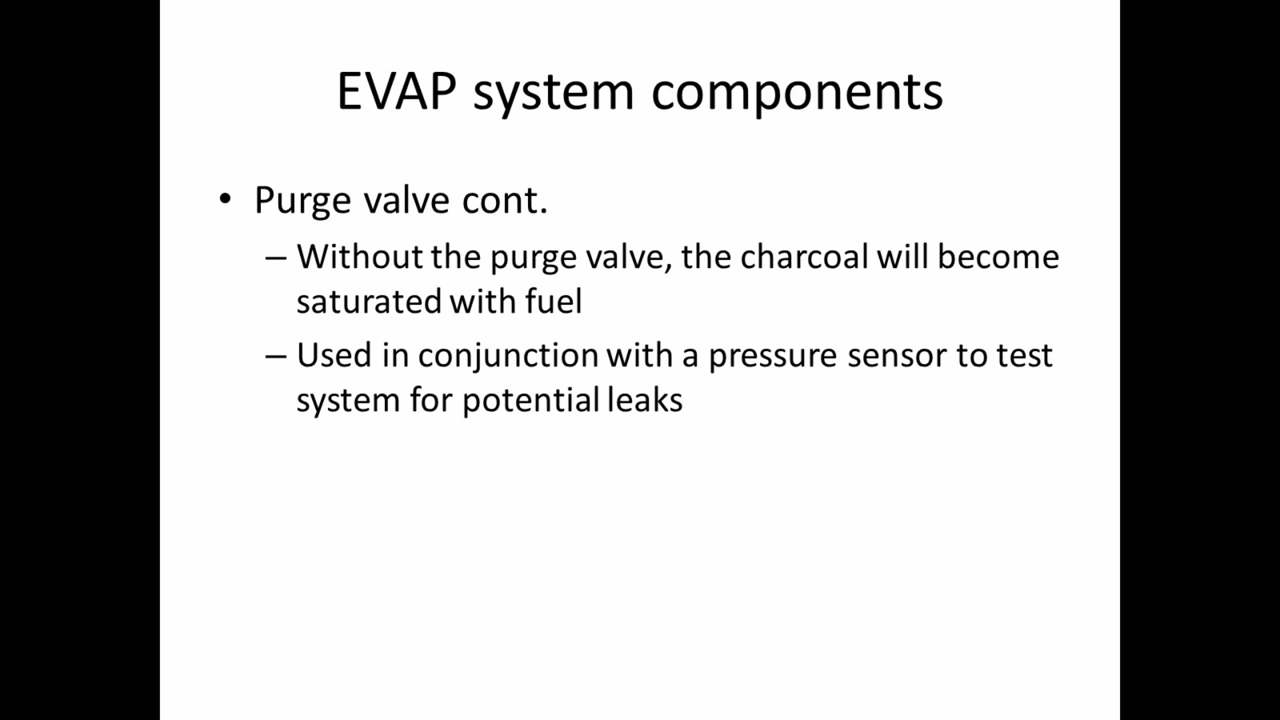 EVAP system components
• Purge valve cont.
– Without the purge valve, the charcoal will become
saturated with fuel
– Used in conjunction with a pressure sensor to test
system for potential leaks